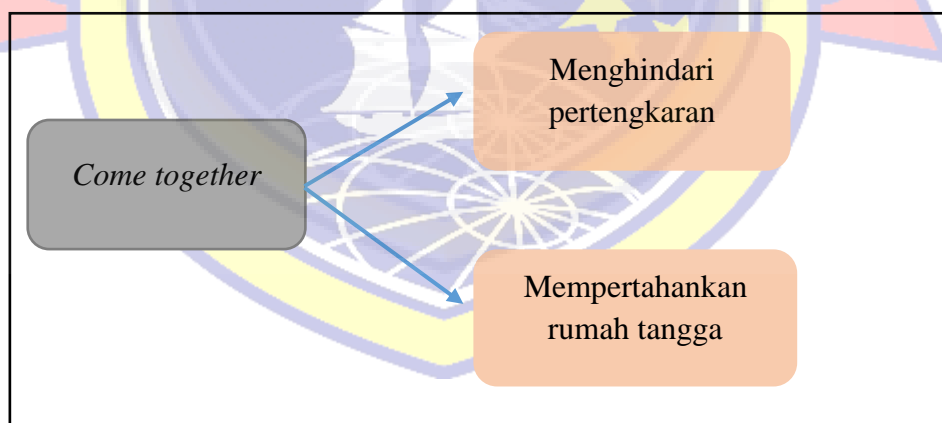 Come together
Menghindari
pertengkaran
Mempertahankan
rumah tangga